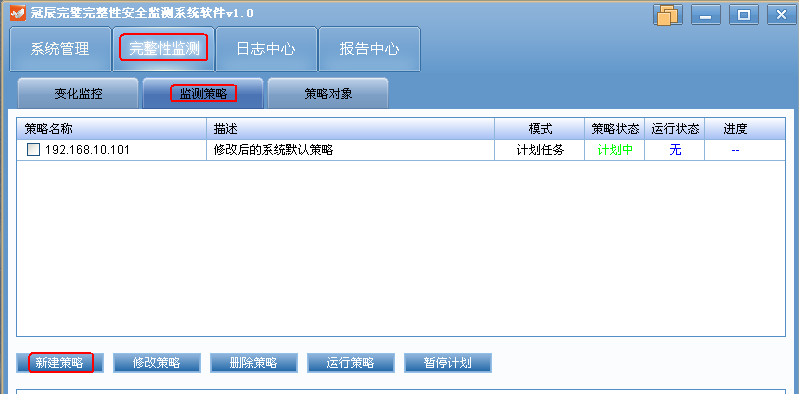 冠辰完璧完整性安全监测系统软件v1.0
系统管理 完整性监测 日志中心 报告中心
变化监控 监测策略 策略对象
策略名称 描述 模式 策略状态 运行状态 进度
192.168.10.101 修改后的系统默认策略 计划任务 计划中 无 --
新建策略 修改策略 删除策略 运行策略 暂停计划